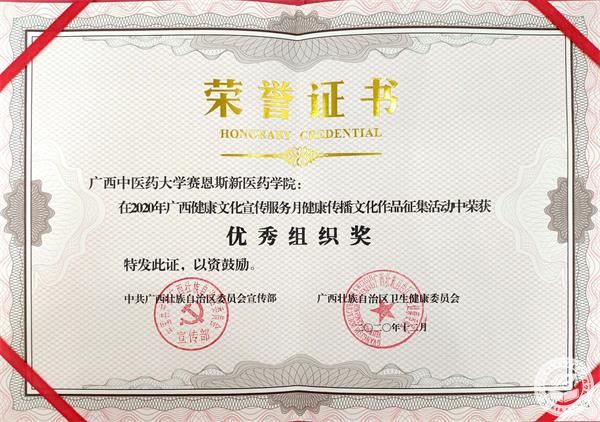 荣誉证书
HONORARY CREDENTIAL
广西中医药大学赛恩斯新医药学院：
在2020年广西健康文化宣传服务月健康传播文化作品征集活动中荣获
优秀组织奖
特发此证，以资鼓励。
中共广西壮族自治区委员会宣传部 广西壮族自治区卫生健康委员会
宣传部
二〇二〇年十二月